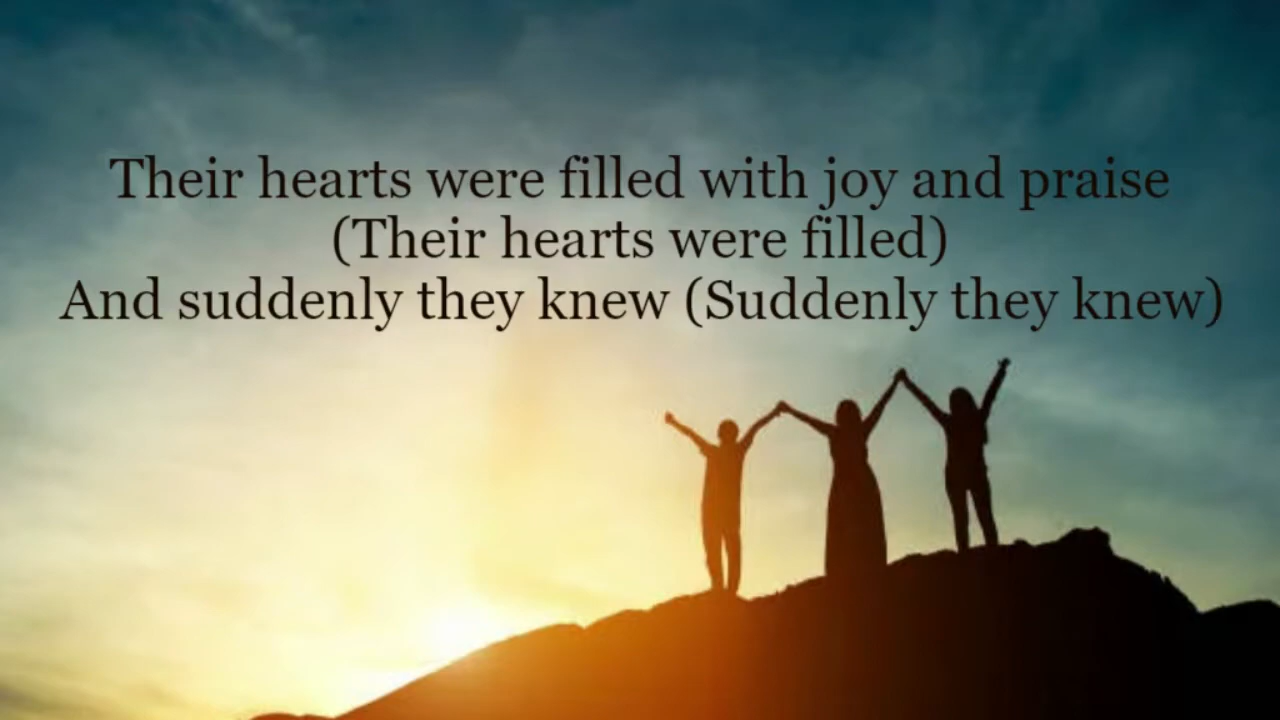 Their hearts were filled with joy and praise
(Their hearts were filled)
And suddenly they knew (Suddenly they knew)